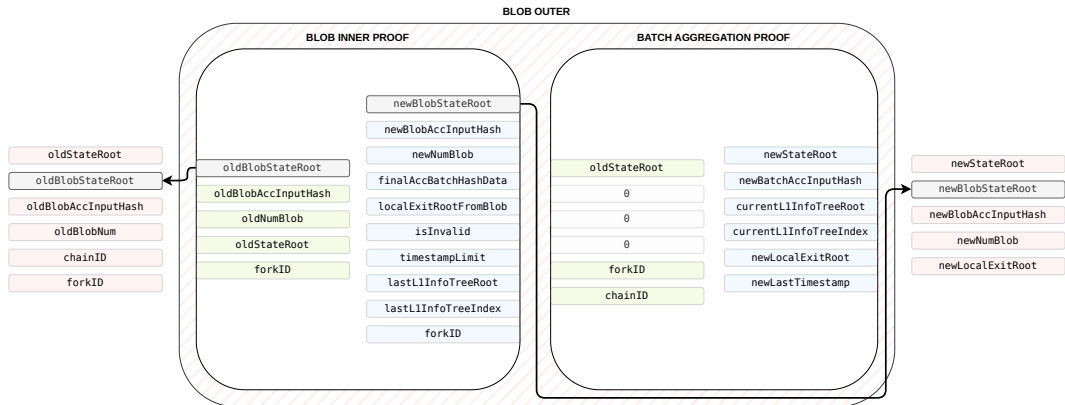 BLOB OUTER
BLOB INNER PROOF
BATCH AGGREGATION PROOF
oldStateRoot
oldBlobStateRoot
oldBlobAccInputHash
oldBlobNum
chainID
forkID
oldBlobStateRoot
oldBlobAccInputHash
oldNumBlob
oldStateRoot
forkID
newBlobStateRoot
newBlobAccInputHash
newNumBlob
finalAccBatchHashData
localExitRootFromBlob
isInvalid
timestampLimit
lastL1InfoTreeRoot
lastL1InfoTreeIndex
forkID
oldStateRoot
0
0
0
forkID
chainID
newStateRoot
newBatchAccInputHash
currentL1InfoTreeRoot
currentL1InfoTreeIndex
newLocalExitRoot
newLastTimestamp
newStateRoot
newBlobStateRoot
newBlobAccInputHash
newNumBlob
newLocalExitRoot